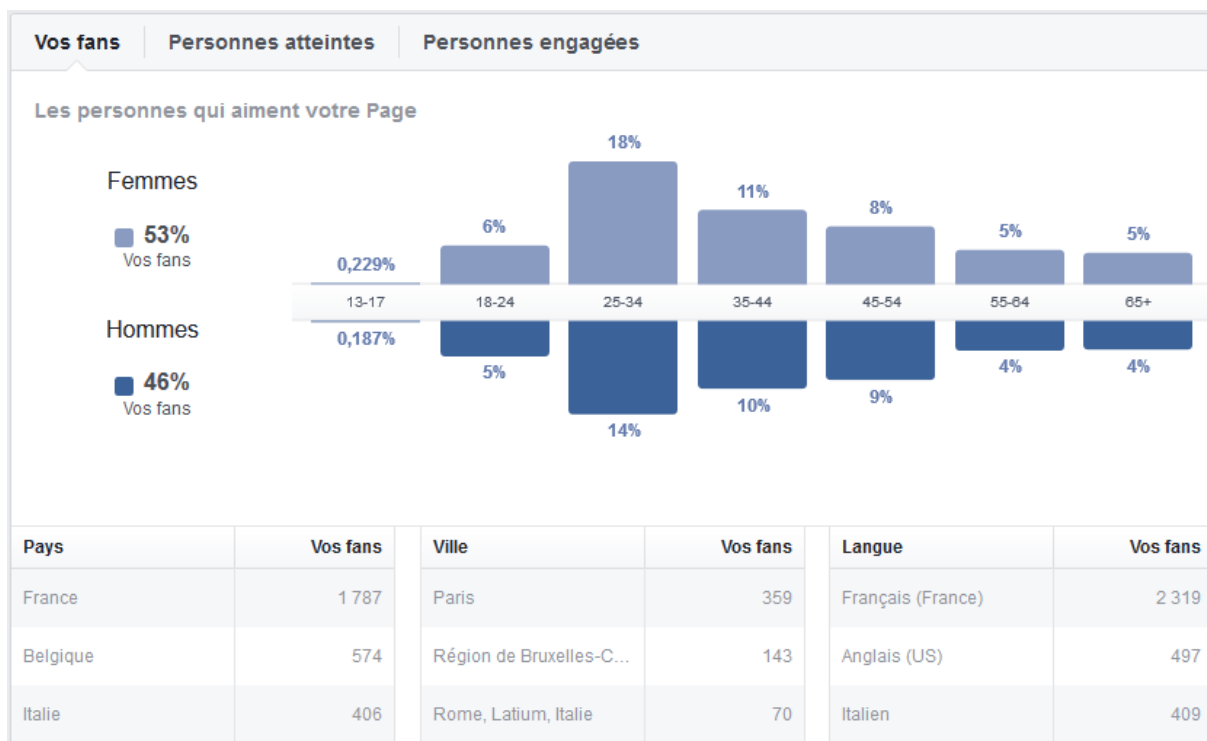 Vos fans Personnes atteintes Personnes engagées
Les personnes qui aiment votre Page
Femmes
53%
Vos fans
0,229% 6% 18% 11% 8% 5% 5%
13-17 18-24 25-34 35-44 45-54 55-64 65+
Hommes
46%
Vos fans
0,187% 5% 14% 10% 9% 4% 4%
Pays Vos fans Ville Vos fans Langue Vos fans
France 1 787 Paris 359 Français (France) 2 319
Belgique 574 Région de Bruxelles-C... 143 Anglais (US) 497
Italie 406 Rome, Latium, Italie 70 Italien 409